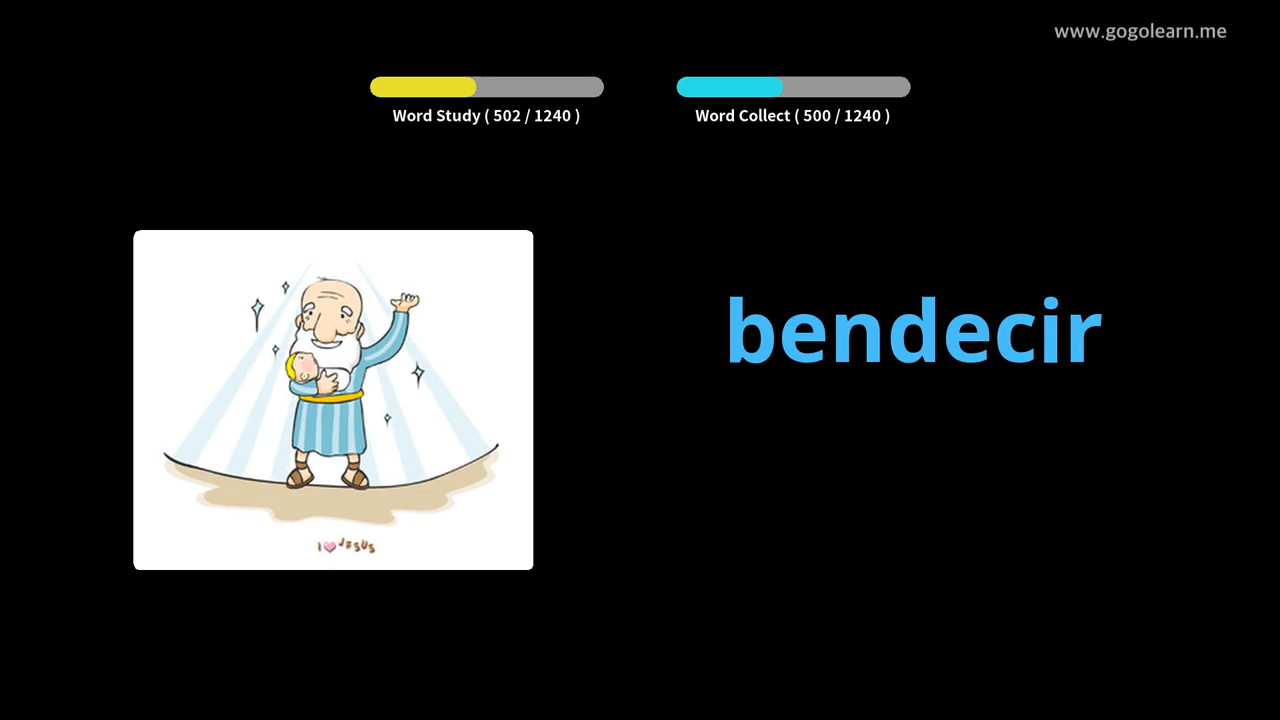 www.gogolearn.me
Word Study ( 502 / 1240 )
Word Collect ( 500 / 1240 )
bendecir
I ❤ JESUS